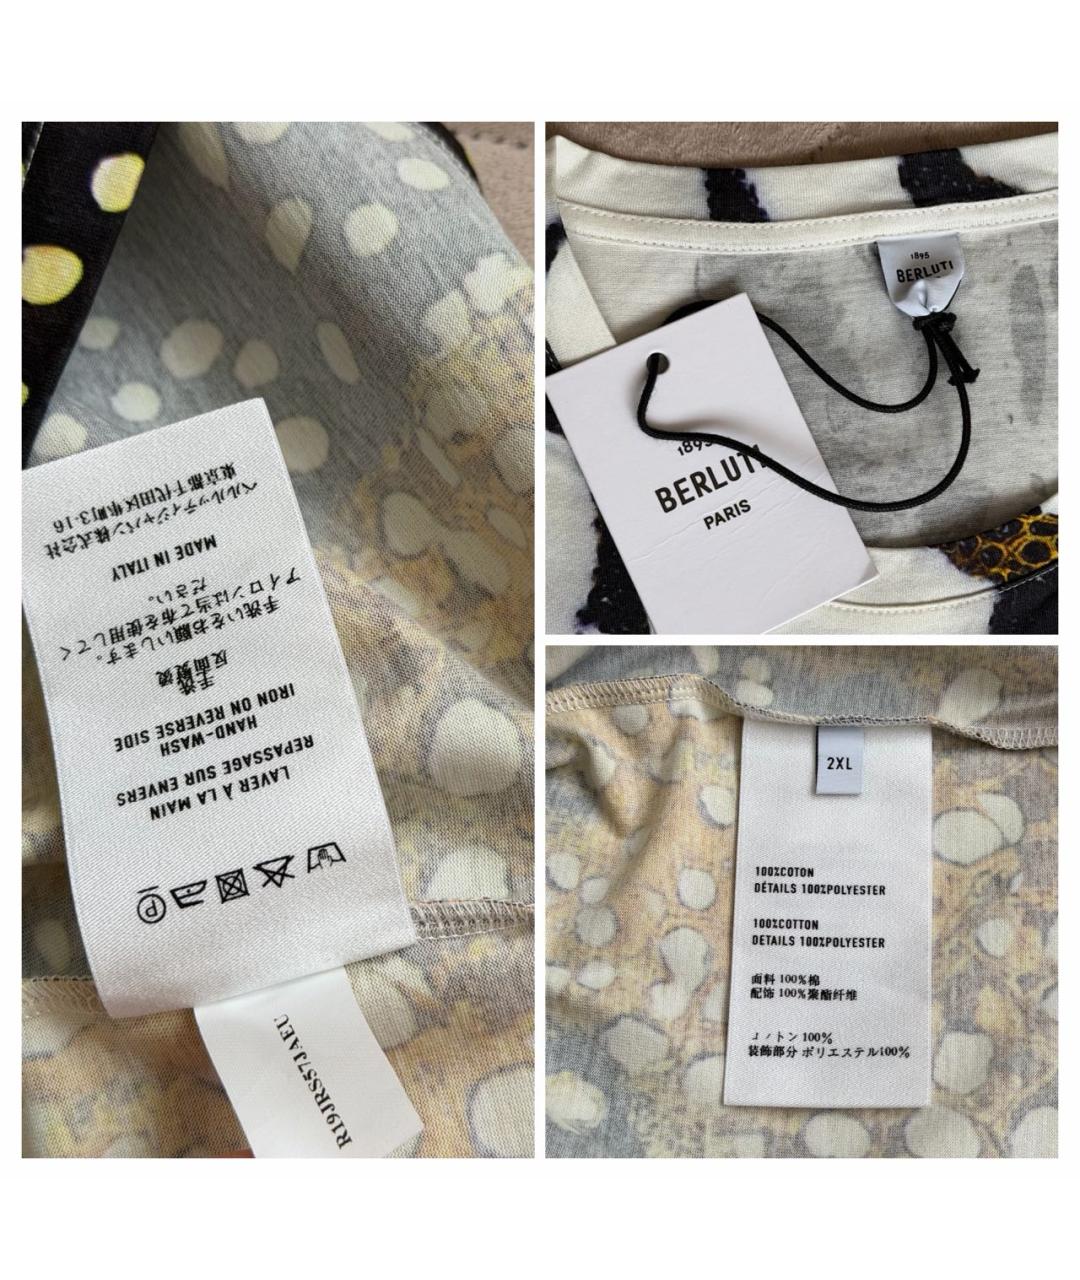 LAVER À LA MAIN
REPASSAGE SUR ENVERS
HAND-WASH
IRON ON REVERSE SIDE
手洗
反面熨烫
手洗いをお願いします。
アイロンは当て布を使用してく
ださい。
MADE IN ITALY
ベルルッティジャパン株式会社
東京都千代田区隼町3-16
P
R19JRS57JAEU
1895
BERLUTI
1895
BERLUTI
PARIS
2XL
100%COTON
DÉTAILS 100%POLYESTER
100%COTTON
DETAILS 100%POLYESTER
面料 100%棉
配饰 100%聚酯纤维
コットン 100%
装飾部分 ポリエステル100%